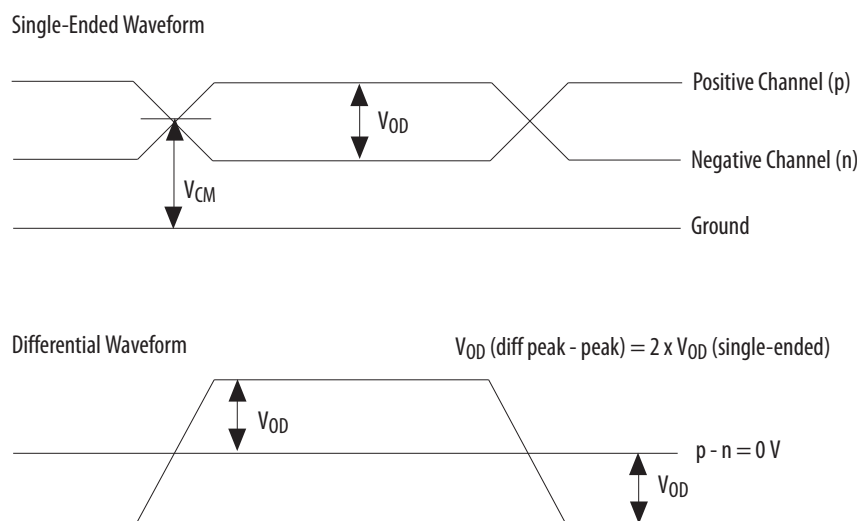 Single-Ended Waveform
Positive Channel (p)
VOD
Negative Channel (n)
VCM
Ground
Differential Waveform
VOD (diff peak - peak) = 2 x VOD (single-ended)
VOD
p - n = 0 V
VOD